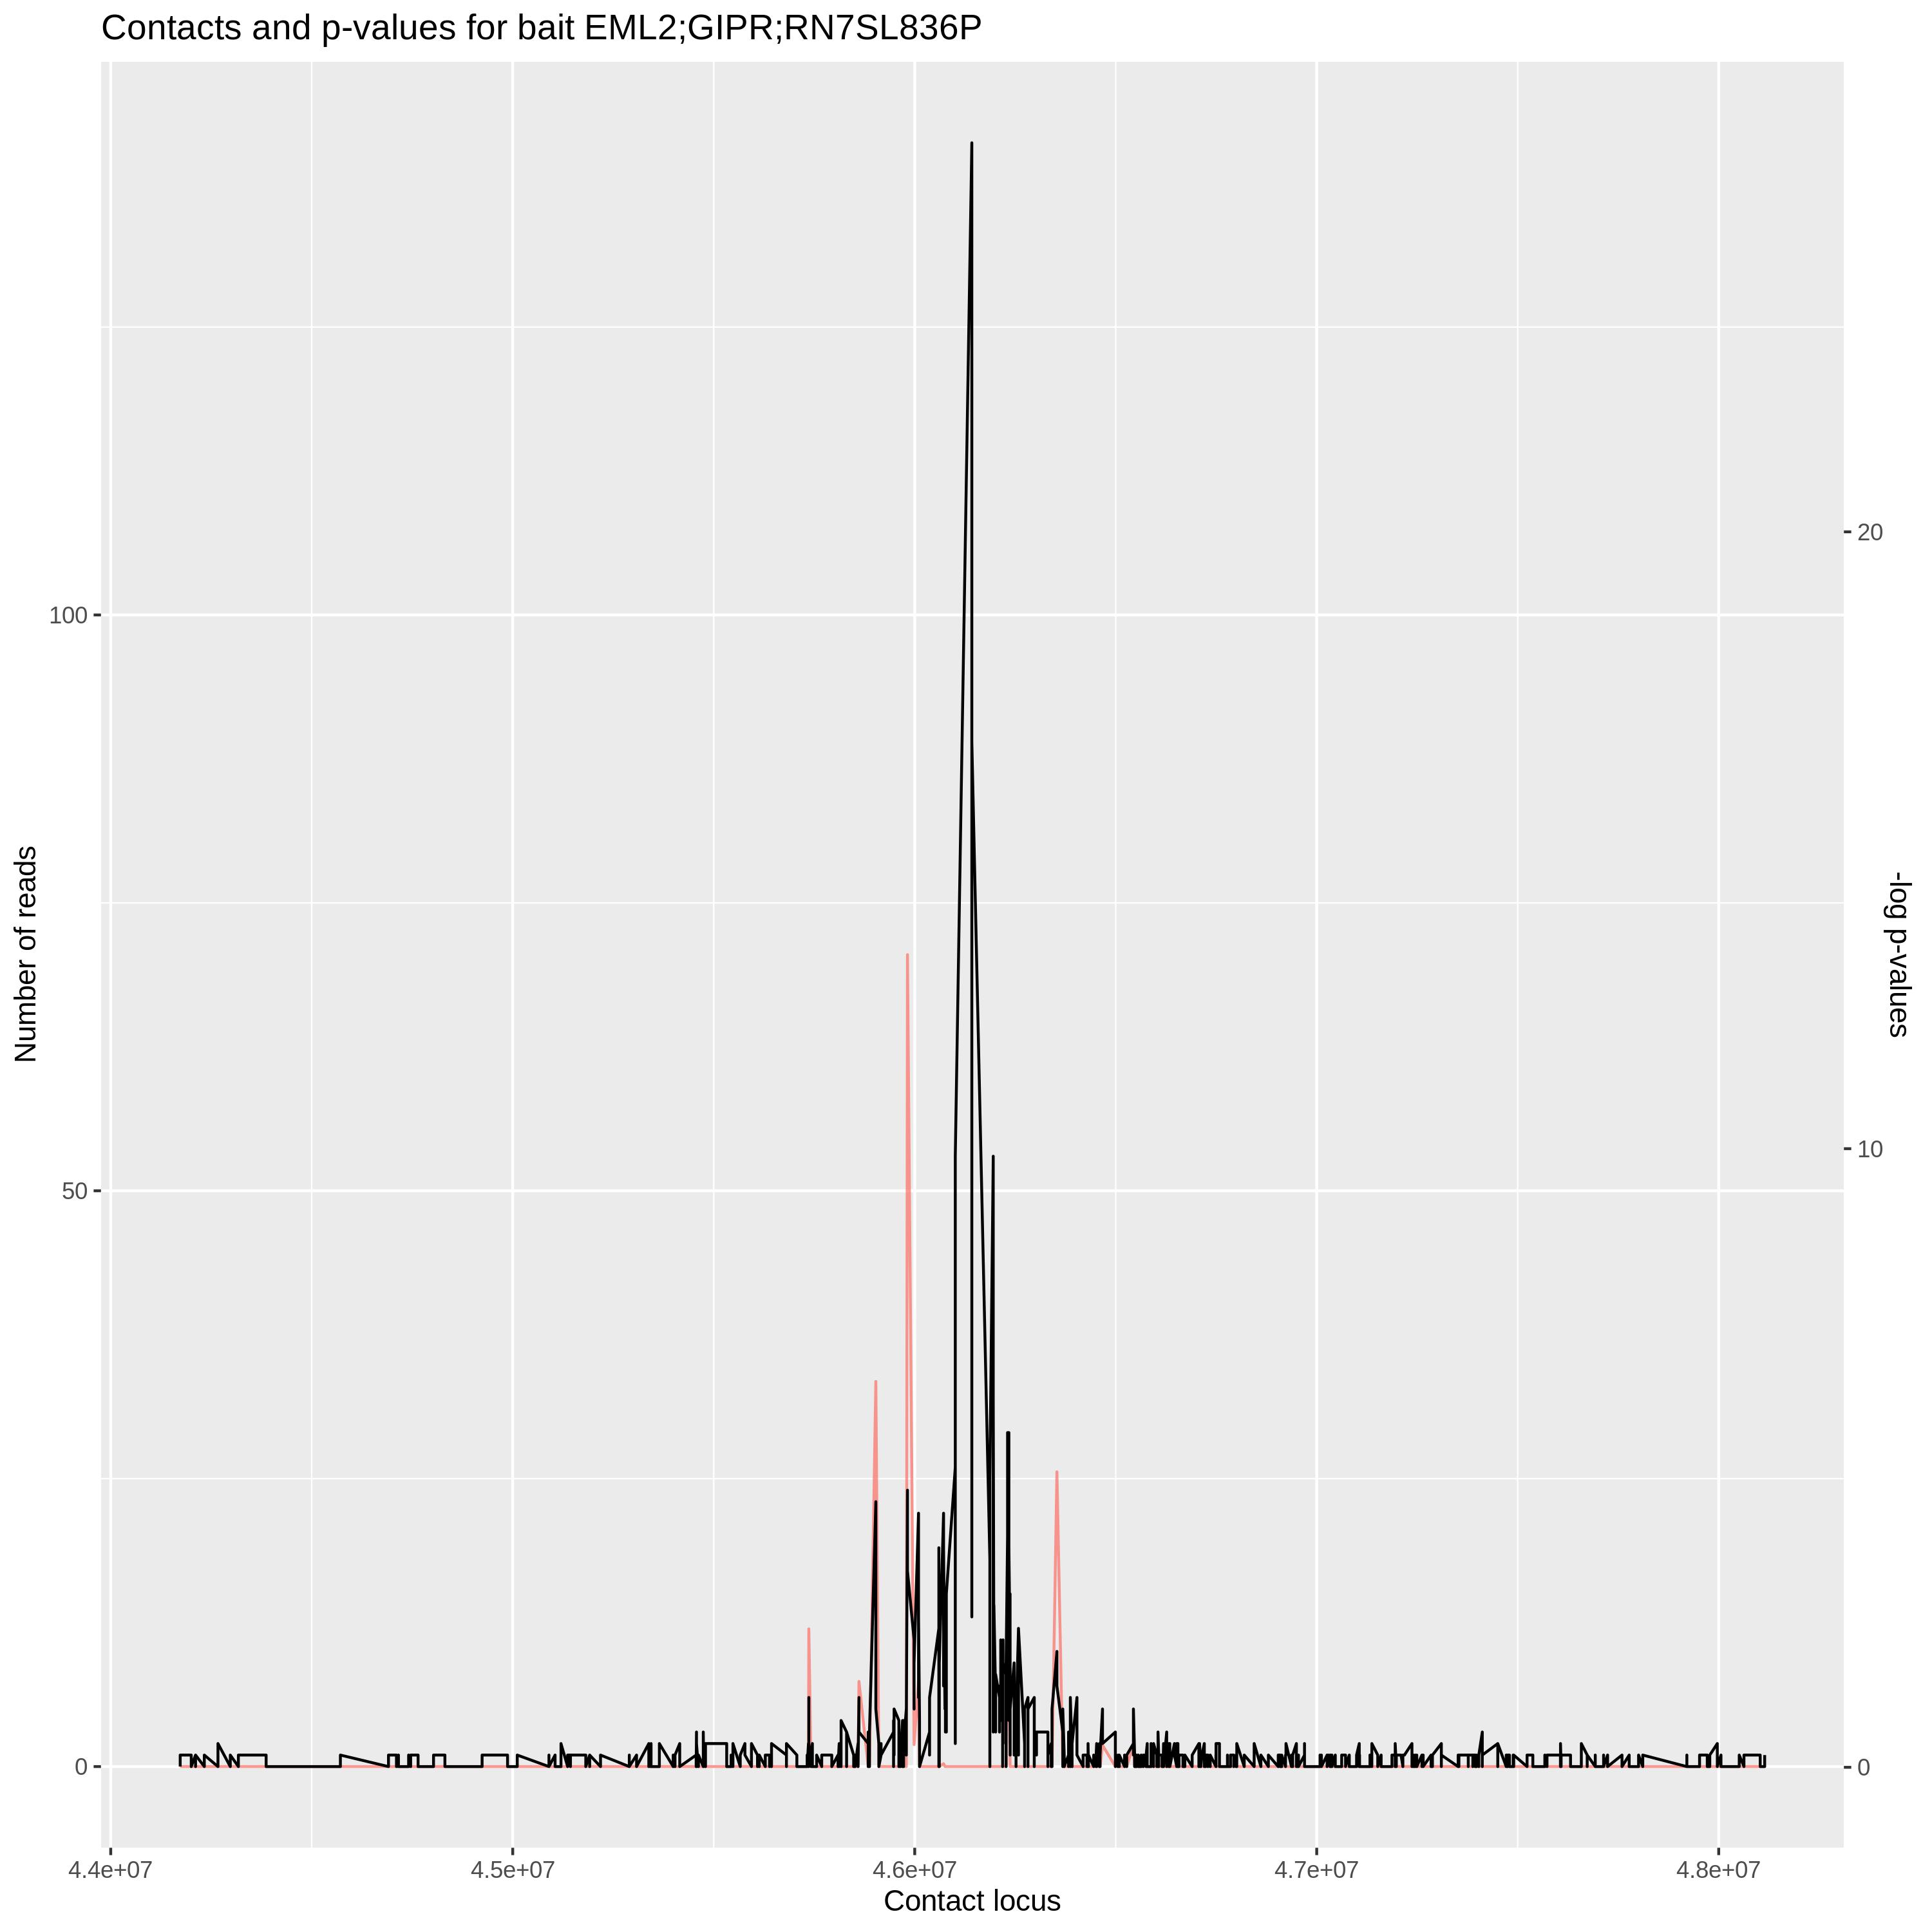 Contacts and p-values for bait EML2;GIPR;RN7SL836P
Number of reads
100
50
0
20
10
0
-log p-values
4.4e+07 4.5e+07 4.6e+07 4.7e+07 4.8e+07
Contact locus